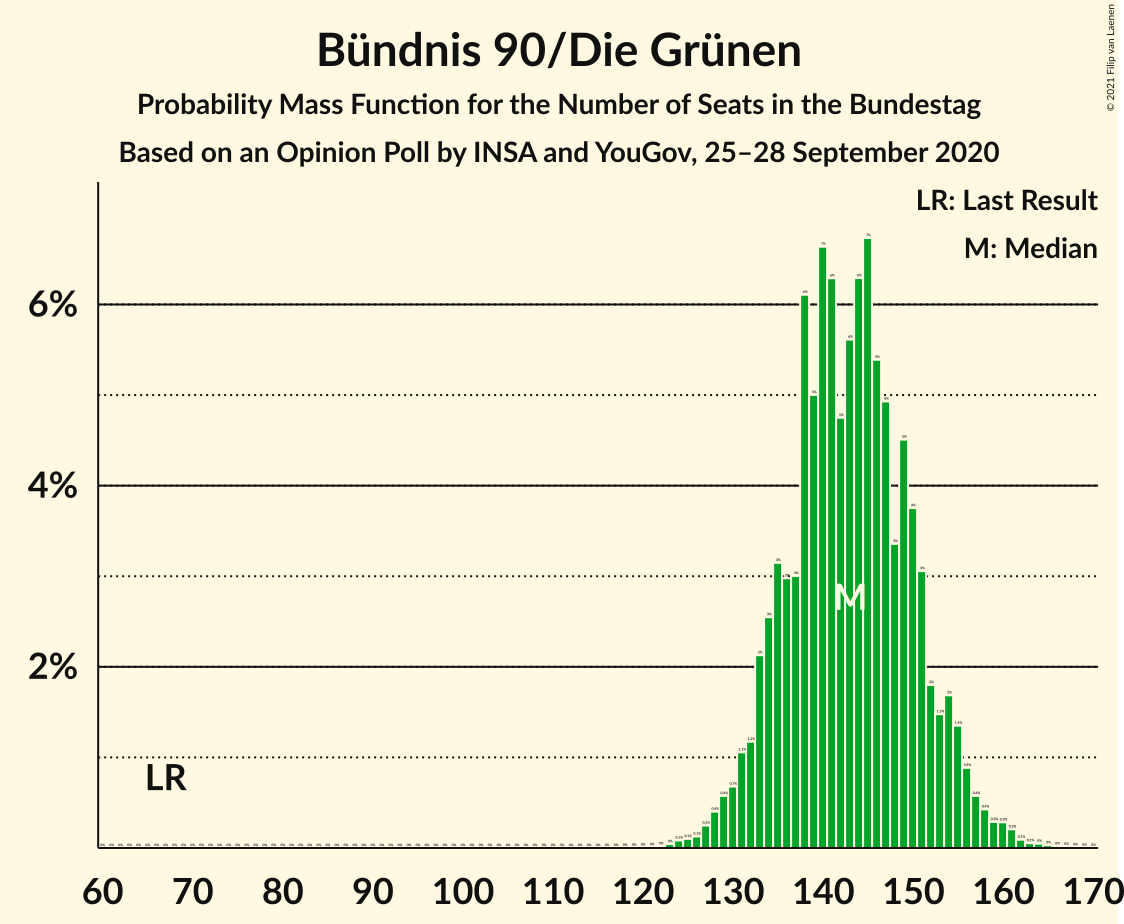 Bündnis 90/Die Grünen
Probability Mass Function for the Number of Seats in the Bundestag
Based on an Opinion Poll by INSA and YouGov, 25–28 September 2020
© 2021 Filip van Laenen
LR: Last Result
M: Median
6%
4%
2%
LR
M
60 70 80 90 100 110 120 130 140 150 160 170